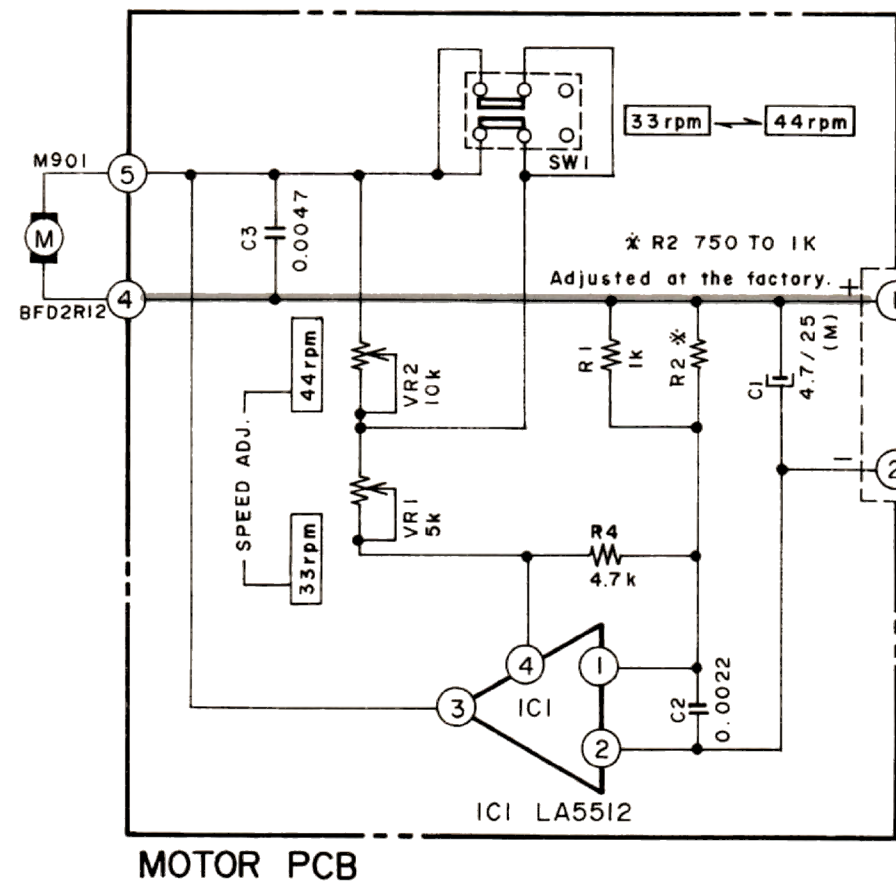 33rpm
44rpm
SW1
M901
5
M
C3
0.0047
※ R2 750 TO 1K
Adjusted at the factory.
+
4
BFD2R12
1
44rpm
VR2
10k
R1
1k
R2 ※
C1
4.7/25
(M)
SPEED ADJ.
−
2
VR1
5k
33rpm
R4
4.7k
4
1
3
IC1
2
C2
0.0022
IC1 LA5512
MOTOR PCB